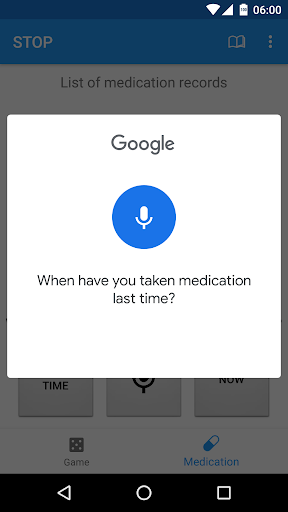 06:00
STOP
List of medication records
Google
When have you taken medication
last time?
TIME
NOW
Game
Medication